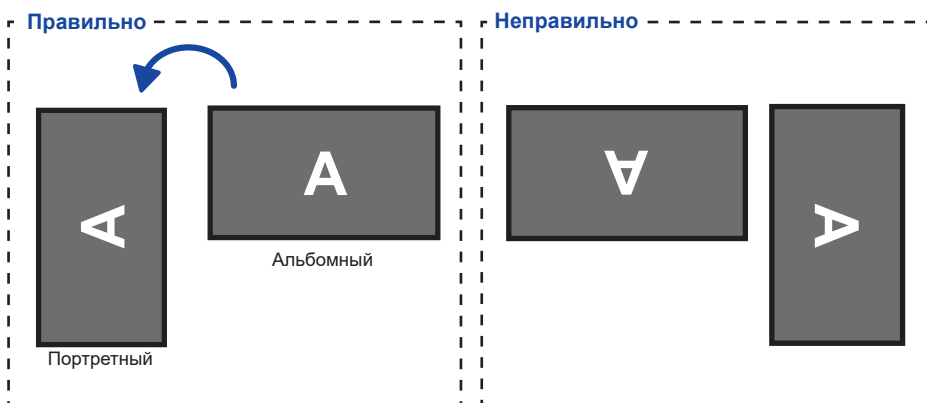 Правильно
Неправильно
A
A
A
A
Альбомный
Портретный